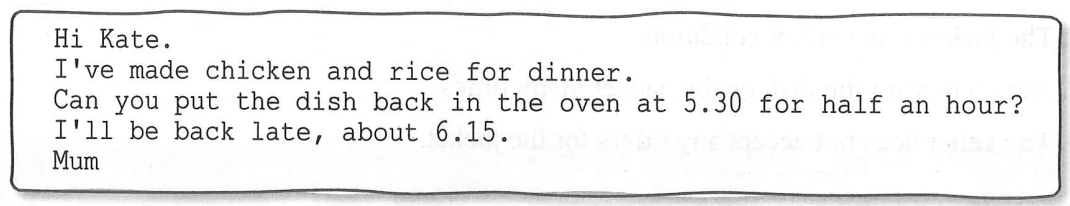 Hi Kate.
I've made chicken and rice for dinner.
Can you put the dish back in the oven at 5.30 for half an hour?
I'll be back late, about 6.15.
Mum